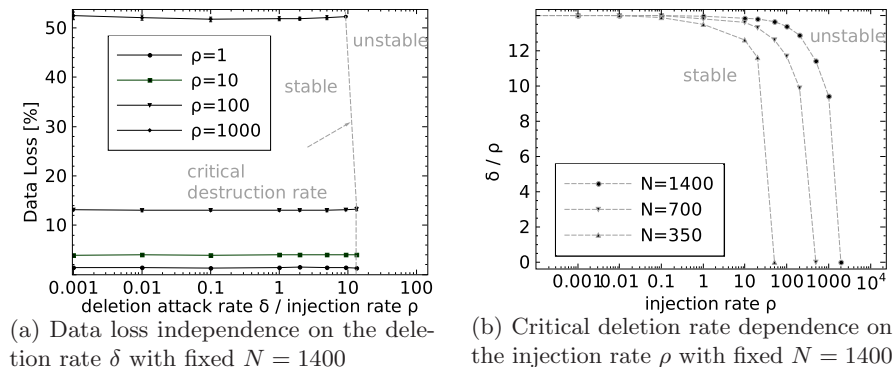 50
40
30
20
10
Data Loss [%]
ρ=1
ρ=10
ρ=100
ρ=1000
unstable
stable
critical
destruction rate
0.001 0.01 0.1 1 10 100
deletion attack rate δ / injection rate ρ
(a) Data loss independence on the dele-
tion rate δ with fixed N = 1400
14
12
10
8
6
4
2
0
δ / ρ
unstable
stable
N=1400
N=700
N=350
0.001 0.01 0.1 1 10 100 1000 10⁴
injection rate ρ
(b) Critical deletion rate dependence on
the injection rate ρ with fixed N = 1400